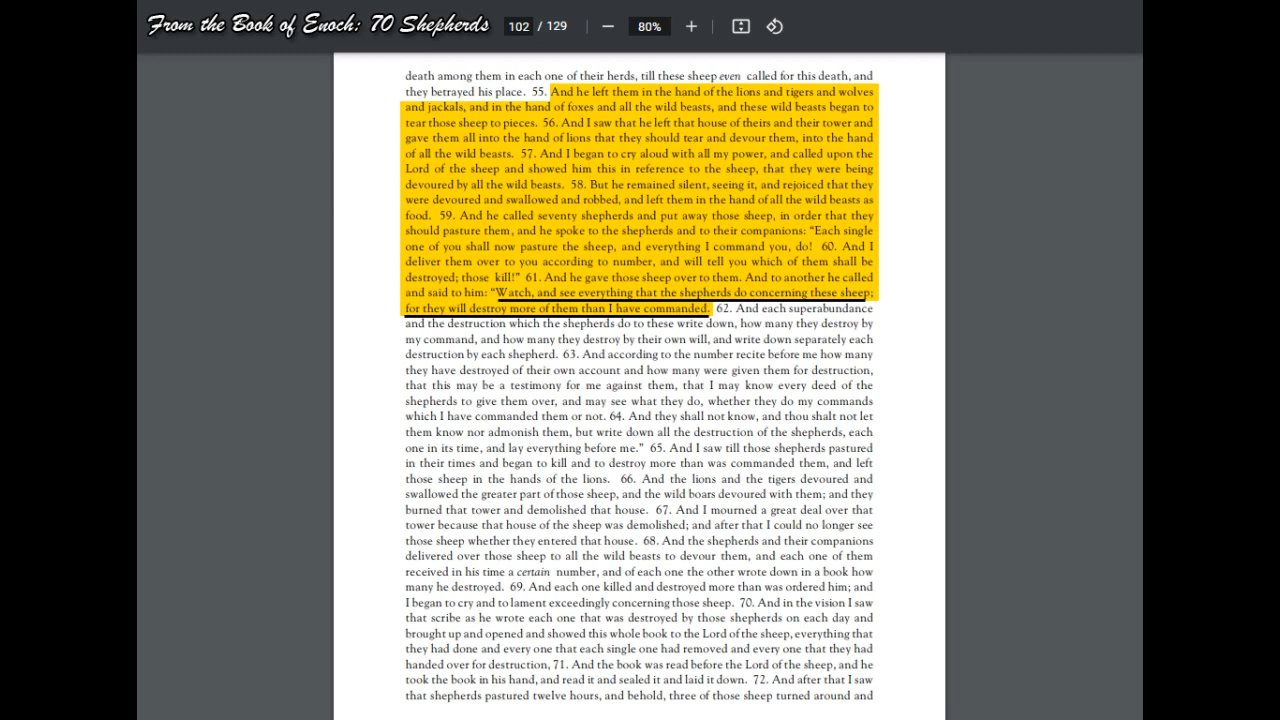 From the Book of Enoch: 70 Shepherds
102 / 129
80%
death among them in each one of their herds, till these sheep even called for this death, and
they betrayed his place. 55. And he left them in the hand of the lions and tigers and wolves
and jackals, and in the hand of foxes and all the wild beasts, and these wild beasts began to
tear those sheep to pieces. 56. And I saw that he left that house of theirs and their tower and
gave them all into the hand of lions that they should tear and devour them, into the hand
of all the wild beasts. 57. And I began to cry aloud with all my power, and called upon the
Lord of the sheep and showed him this in reference to the sheep, that they were being
devoured by all the wild beasts. 58. But he remained silent, seeing it, and rejoiced that they
were devoured and swallowed and robbed, and left them in the hand of all the wild beasts as
food. 59. And he called seventy shepherds and put away those sheep, in order that they
should pasture them, and he spoke to the shepherds and to their companions: “Each single
one of you shall now pasture the sheep, and everything I command you, do! 60. And I
deliver them over to you according to number, and will tell you which of them shall be
destroyed; those kill!” 61. And he gave those sheep over to them. And to another he called
and said to him: “Watch, and see everything that the shepherds do concerning these sheep;
for they will destroy more of them than I have commanded. 62. And each superabundance
and the destruction which the shepherds do to these write down, how many they destroy by
my command, and how many they destroy by their own will, and write down separately each
destruction by each shepherd. 63. And according to the number recite before me how many
they have destroyed of their own account and how many were given them for destruction,
that this may be a testimony for me against them, that I may know every deed of the
shepherds to give them over, and may see what they do, whether they do my commands
which I have commanded them or not. 64. And they shall not know, and thou shalt not let
them know nor admonish them, but write down all the destruction of the shepherds, each
one in its time, and lay everything before me.” 65. And I saw till those shepherds pastured
in their times and began to kill and to destroy more than was commanded them, and left
those sheep in the hands of the lions. 66. And the lions and the tigers devoured and
swallowed the greater part of those sheep, and the wild boars devoured with them; and they
burned that tower and demolished that house. 67. And I mourned a great deal over that
tower because that house of the sheep was demolished; and after that I could no longer see
those sheep whether they entered that house. 68. And the shepherds and their companions
delivered over those sheep to all the wild beasts to devour them, and each one of them
received in his time a certain number, and of each one the other wrote down in a book how
many he destroyed. 69. And each one killed and destroyed more than was ordered him; and
I began to cry and to lament exceedingly concerning those sheep. 70. And in the vision I saw
that scribe as he wrote each one that was destroyed by those shepherds on each day and
brought up and opened and showed this whole book to the Lord of the sheep, everything that
they had done and every one that each single one had removed and every one that they had
handed over for destruction, 71. And the book was read before the Lord of the sheep, and he
took the book in his hand, and read it and sealed it and laid it down. 72. And after that I saw
that shepherds pastured twelve hours, and behold, three of those sheep turned around and